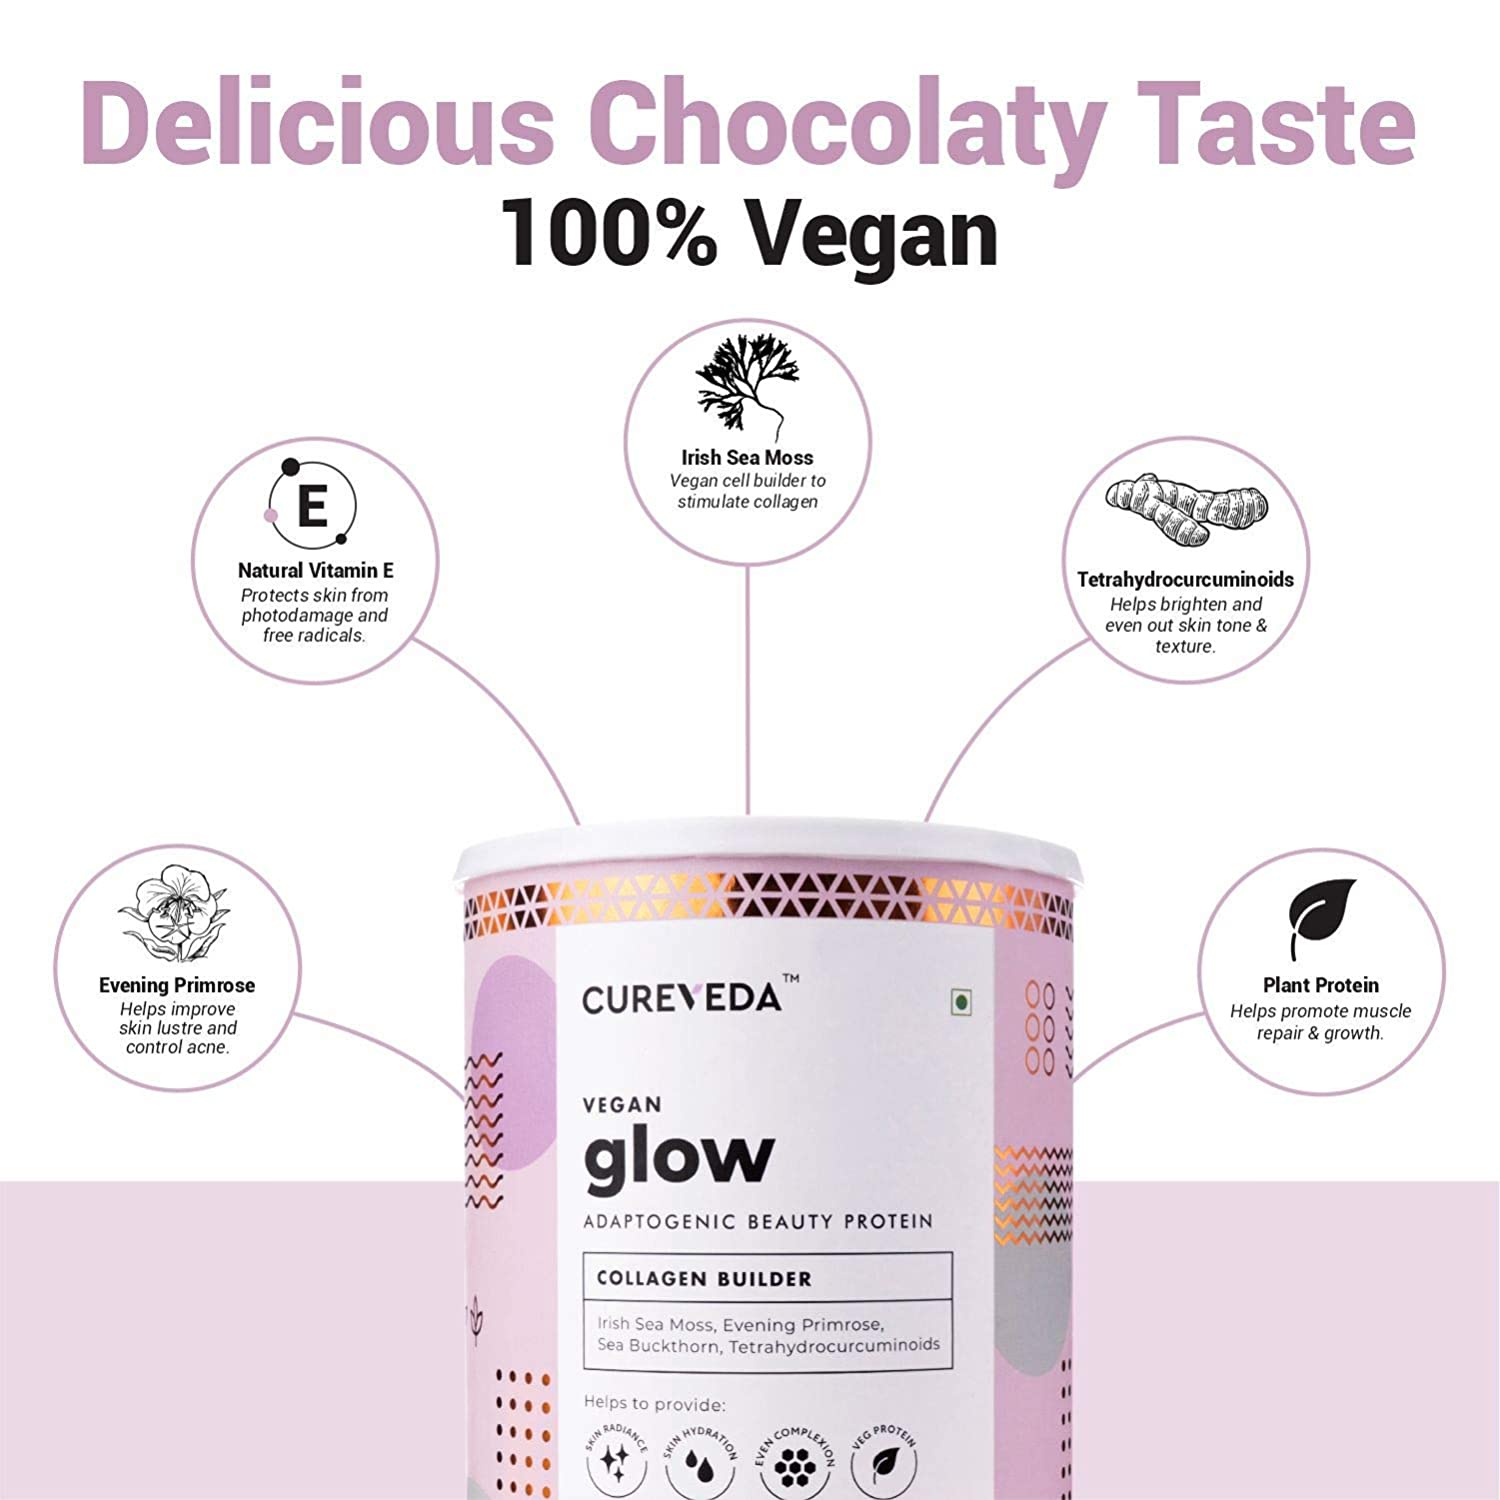 Delicious Chocolaty Taste
100% Vegan
Irish Sea Moss
Vegan cell builder to
stimulate collagen
E
Natural Vitamin E
Protects skin from
photodamage and
free radicals.
Tetrahydrocurcuminoids
Helps brighten and
even out skin tone &
texture.
Evening Primrose
Helps improve
skin lustre and
control acne.
Plant Protein
Helps promote muscle
repair & growth.
CUREVEDA™
VEGAN
glow
ADAPTOGENIC BEAUTY PROTEIN
COLLAGEN BUILDER
Irish Sea Moss, Evening Primrose,
Sea Buckthorn, Tetrahydrocurcuminoids
Helps to provide:
SKIN RADIANCE
SKIN HYDRATION
EVEN COMPLEXION
VEG PROTEIN